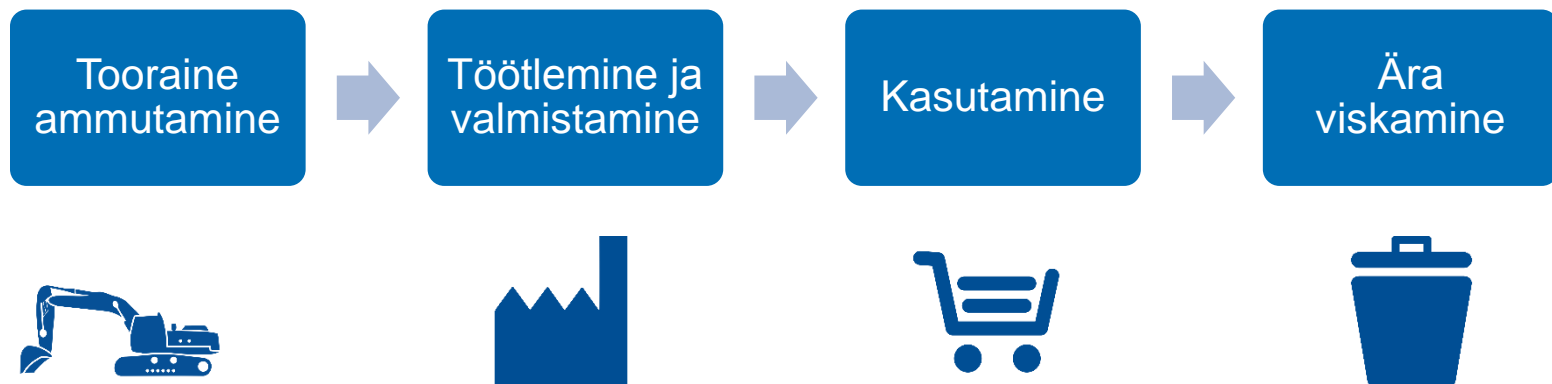 Tooraine
ammutamine
Töötlemine ja
valmistamine
Kasutamine
Ära
viskamine